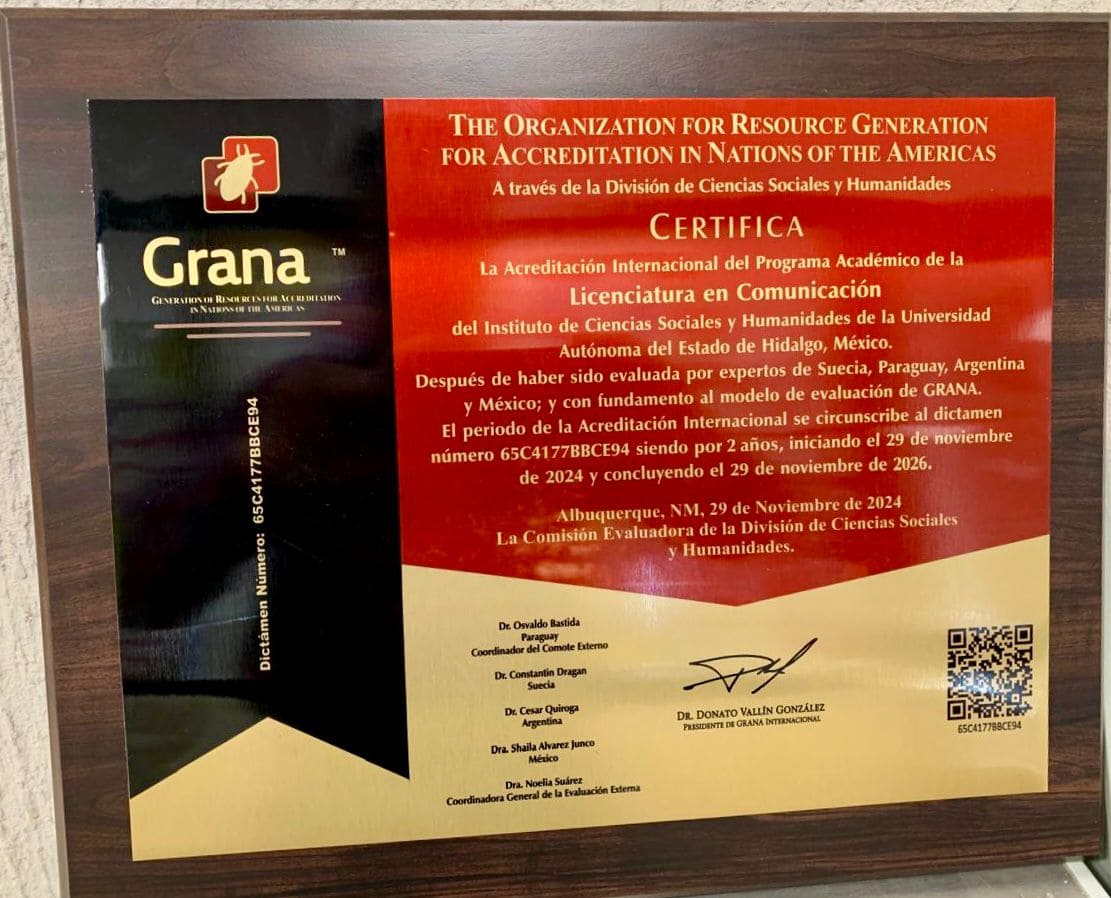 Grana ™
GENERATION OF RESOURCES FOR ACCREDITATION
IN NATIONS OF THE AMERICAS
Dictámen Número: 65C4177BBCE94
THE ORGANIZATION FOR RESOURCE GENERATION
FOR ACCREDITATION IN NATIONS OF THE AMERICAS
A través de la División de Ciencias Sociales y Humanidades
CERTIFICA
La Acreditación Internacional del Programa Académico de la
Licenciatura en Comunicación
del Instituto de Ciencias Sociales y Humanidades de la Universidad
Autónoma del Estado de Hidalgo, México.
Después de haber sido evaluada por expertos de Suecia, Paraguay, Argentina
y México; y con fundamento al modelo de evaluación de GRANA.
El periodo de la Acreditación Internacional se circunscribe al dictamen
número 65C4177BBCE94 siendo por 2 años, iniciando el 29 de noviembre
de 2024 y concluyendo el 29 de noviembre de 2026.
Albuquerque, NM, 29 de Noviembre de 2024
La Comisión Evaluadora de la División de Ciencias Sociales
y Humanidades.
Dr. Osvaldo Bastida
Paraguay
Coordinador del Comote Externo
Dr. Constantin Dragan
Suecia
Dr. Cesar Quiroga
Argentina
Dra. Shaila Alvarez Junco
México
Dra. Noelia Suárez
Coordinadora General de la Evaluación Externa
DR. DONATO VALLÍN GONZÁLEZ
PRESIDENTE DE GRANA INTERNACIONAL
65C4177BBCE94